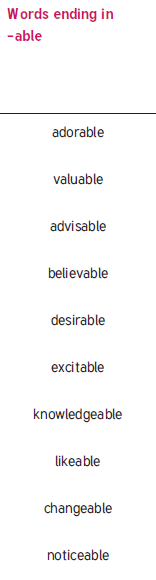 Words ending in
-able
adorable
valuable
advisable
believable
desirable
excitable
knowledgeable
likeable
changeable
noticeable